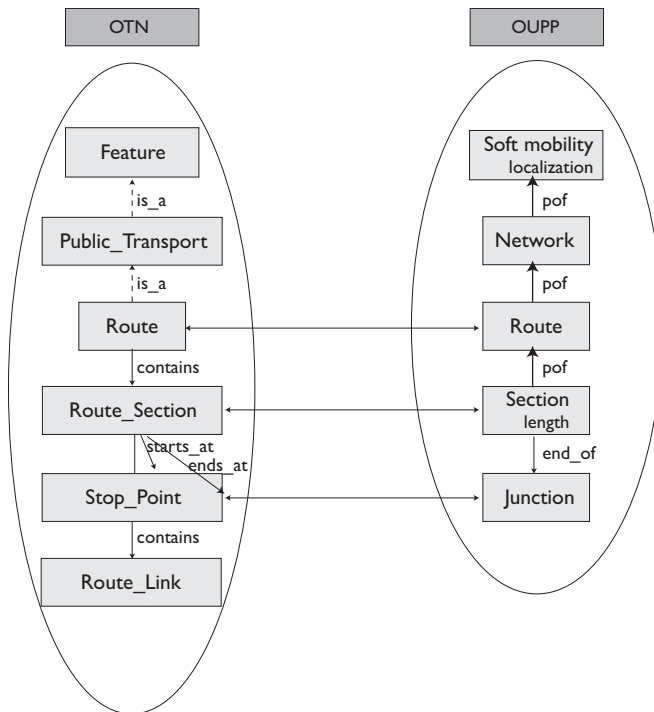 OTN
Feature
is_a
Public_Transport
is_a
Route
contains
Route_Section
starts_at
ends_at
Stop_Point
contains
Route_Link
OUPP
Soft mobility
localization
pof
Network
pof
Route
pof
Section
length
end_of
Junction